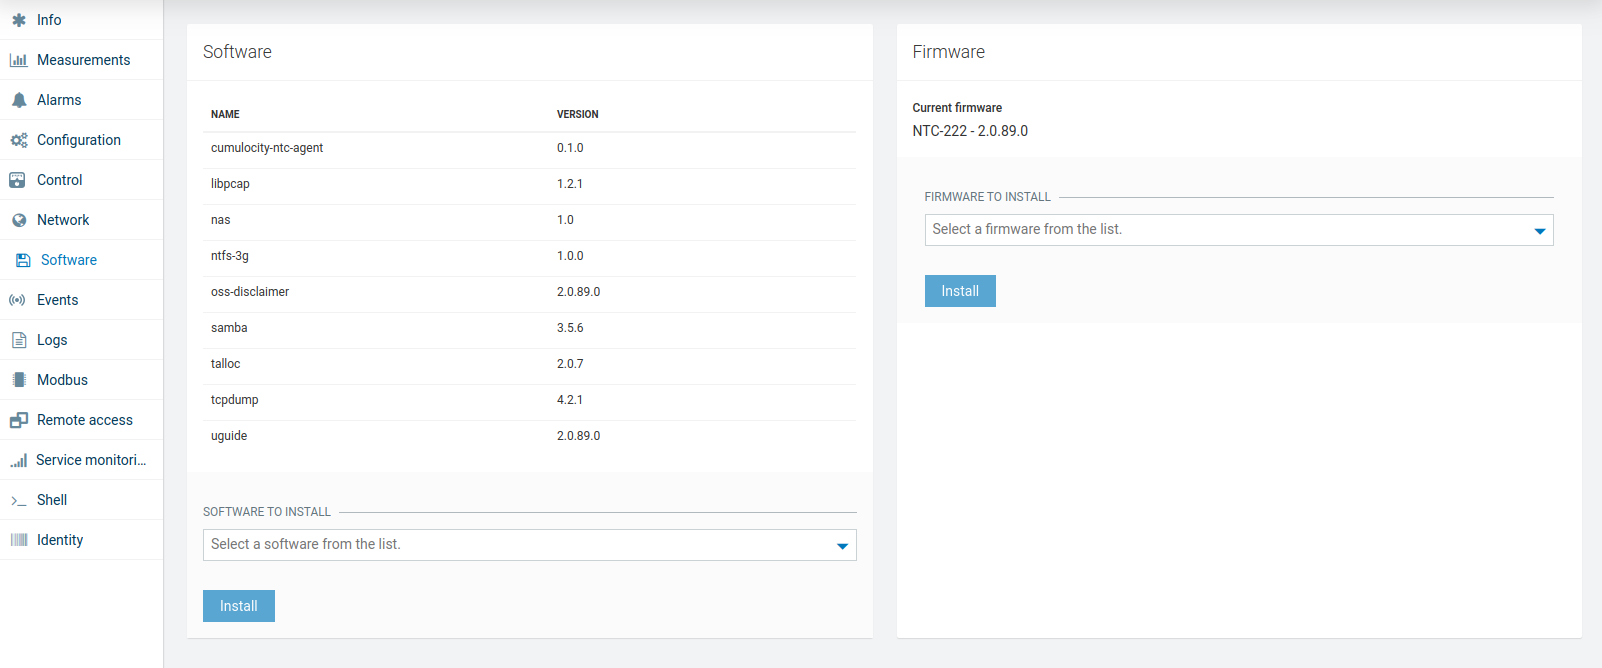 Info
Measurements
Alarms
Configuration
Control
Network
Software
Events
Logs
Modbus
Remote access
Service monitori...
Shell
Identity
Software
NAME VERSION
cumulocity-ntc-agent 0.1.0
libpcap 1.2.1
nas 1.0
ntfs-3g 1.0.0
oss-disclaimer 2.0.89.0
samba 3.5.6
talloc 2.0.7
tcpdump 4.2.1
uguide 2.0.89.0
SOFTWARE TO INSTALL
Select a software from the list.
Install
Firmware
Current firmware
NTC-222 - 2.0.89.0
FIRMWARE TO INSTALL
Select a firmware from the list.
Install